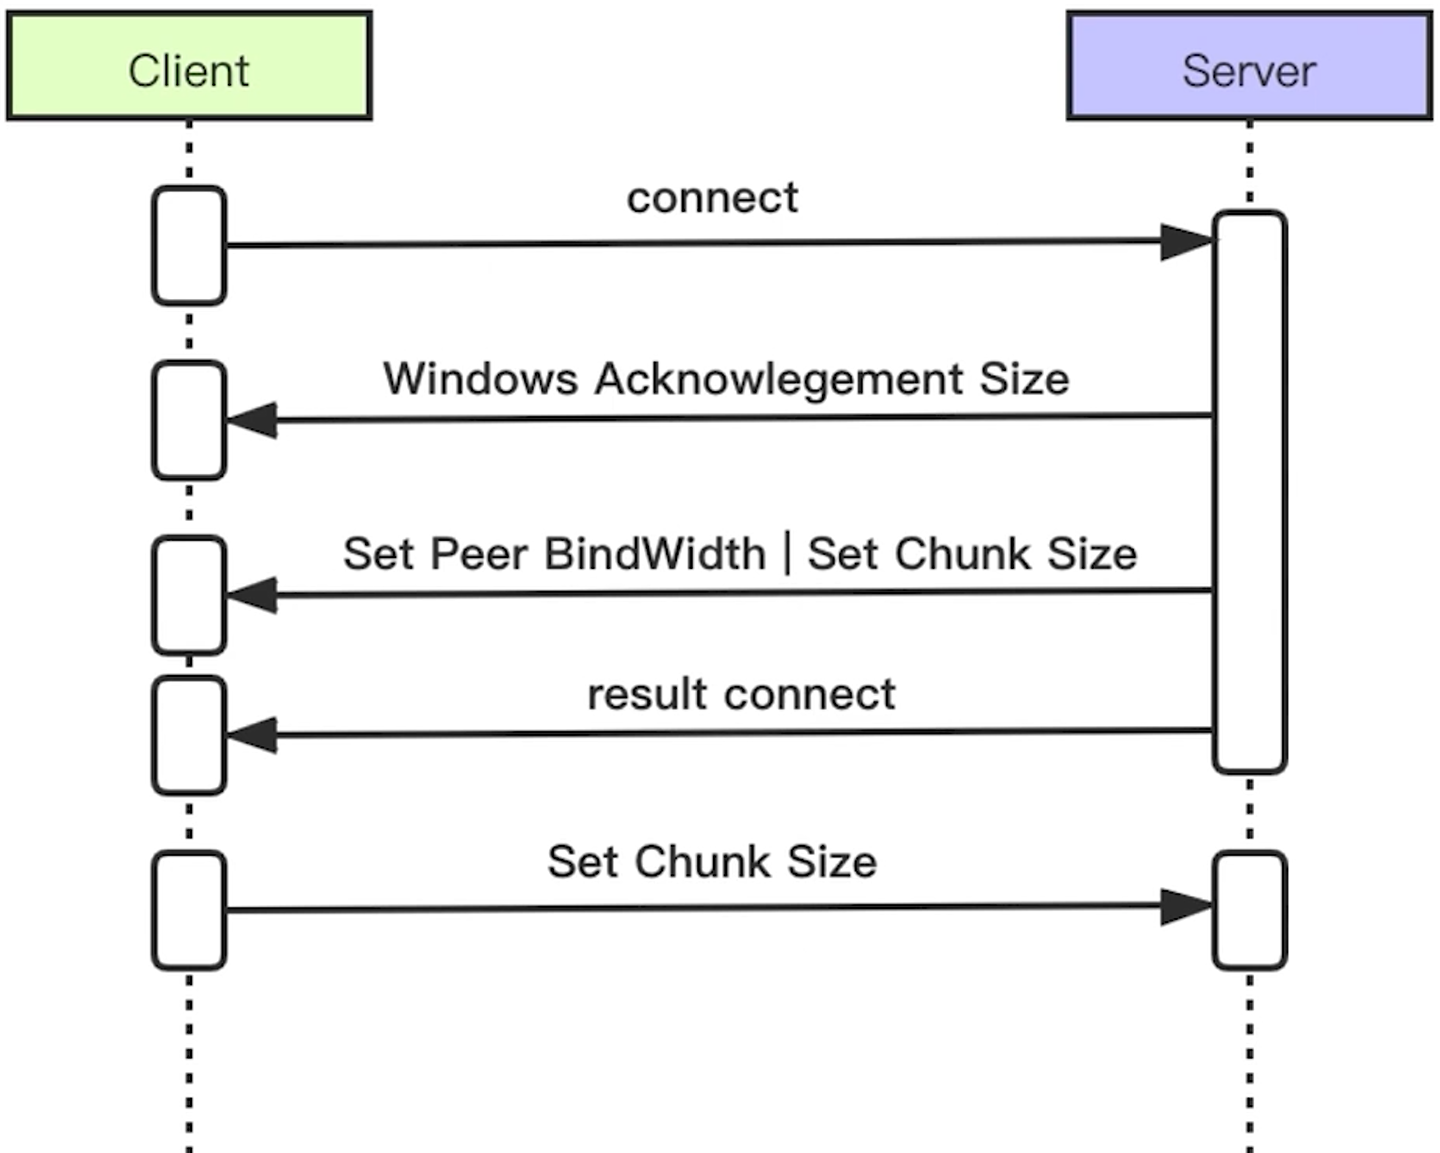 Client
Server
connect
Windows Acknowlegement Size
Set Peer BindWidth | Set Chunk Size
result connect
Set Chunk Size